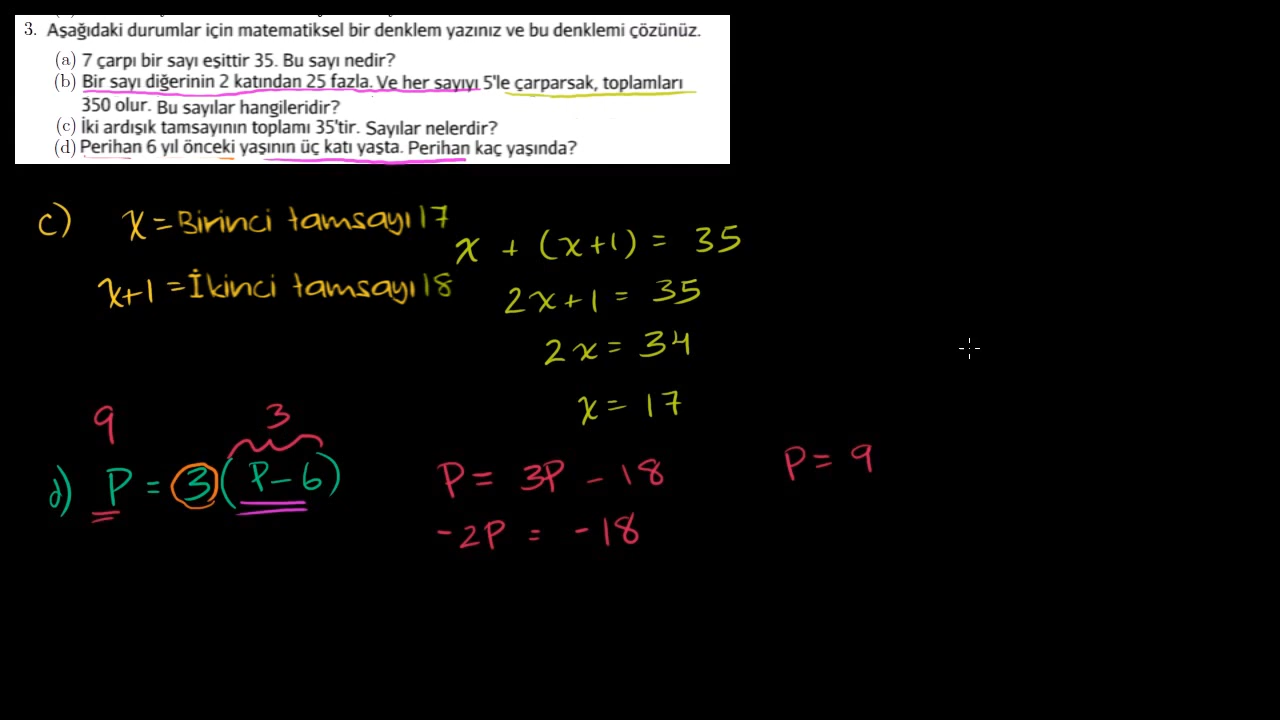 3. Aşağıdaki durumlar için matematiksel bir denklem yazınız ve bu denklemi çözünüz.
(a) 7 çarpı bir sayı eşittir 35. Bu sayı nedir?
(b) Bir sayı diğerinin 2 katından 25 fazla. Ve her sayıyı 5'le çarparsak, toplamları
350 olur. Bu sayılar hangileridir?
(c) İki ardışık tamsayının toplamı 35'tir. Sayılar nelerdir?
(d) Perihan 6 yıl önceki yaşının üç katı yaşta. Perihan kaç yaşında?
c) x = Birinci tamsayı 17
x+1 = İkinci tamsayı 18
x + (x+1) = 35
2x+1 = 35
2x = 34
x = 17
9 3
d) P = 3(P-6)
P = 3P - 18
-2P = -18
P = 9